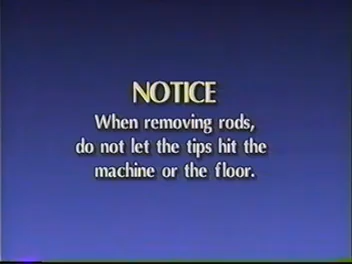 NOTICE
When removing rods,
do not let the tips hit the
machine or the floor.